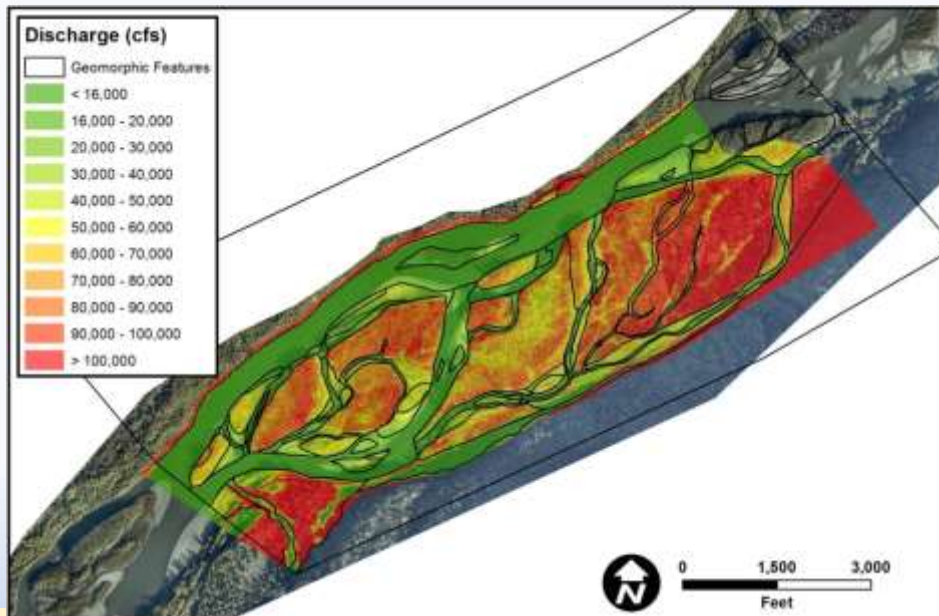 Discharge (cfs)
Geomorphic Features
< 16,000
16,000 - 20,000
20,000 - 30,000
30,000 - 40,000
40,000 - 50,000
50,000 - 60,000
60,000 - 70,000
70,000 - 80,000
80,000 - 90,000
90,000 - 100,000
> 100,000
N
0 1,500 3,000
Feet